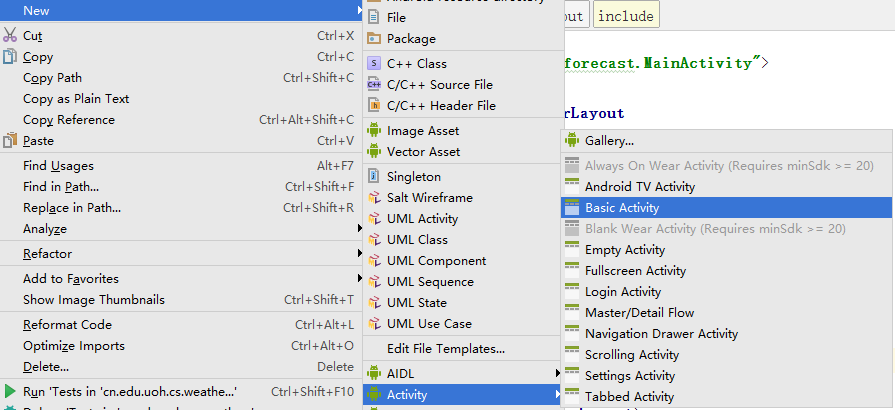 New
Cut Ctrl+X
Copy Ctrl+C
Copy Path Ctrl+Shift+C
Copy as Plain Text
Copy Reference Ctrl+Alt+Shift+C
Paste Ctrl+V
Find Usages Alt+F7
Find in Path... Ctrl+Shift+F
Replace in Path... Ctrl+Shift+R
Analyze
Refactor
Add to Favorites
Show Image Thumbnails Ctrl+Shift+T
Reformat Code Ctrl+Alt+L
Optimize Imports Ctrl+Alt+O
Delete... Delete
Run 'Tests in 'cn.edu.uoh.cs.weathe...' Ctrl+Shift+F10
File
Package
C++ Class
C/C++ Source File
C/C++ Header File
Image Asset
Vector Asset
Singleton
Salt Wireframe
UML Activity
UML Class
UML Component
UML Sequence
UML State
UML Use Case
Edit File Templates...
AIDL
Activity
out include
forecast.MainActivity">
rLayout
Gallery...
Always On Wear Activity (Requires minSdk >= 20)
Android TV Activity
Basic Activity
Blank Wear Activity (Requires minSdk >= 20)
Empty Activity
Fullscreen Activity
Login Activity
Master/Detail Flow
Navigation Drawer Activity
Scrolling Activity
Settings Activity
Tabbed Activity